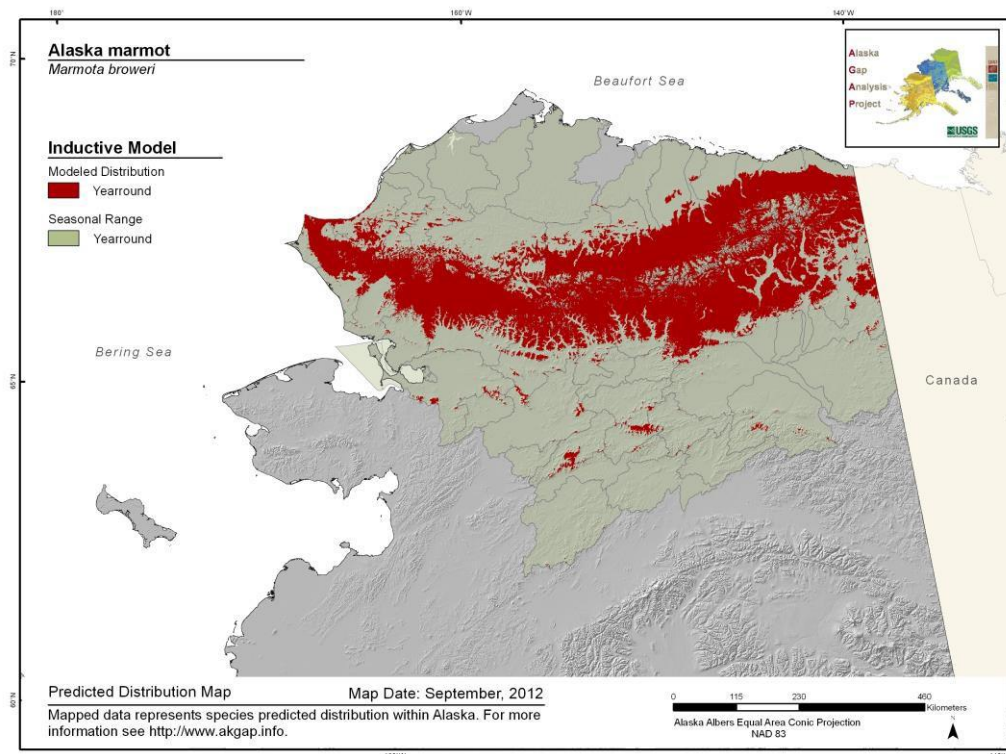 180°
160°W
140°W
70°N
Alaska marmot
Marmota broweri
Beaufort Sea
Alaska
Gap
Analysis
Project
USGS
Inductive Model
Modeled Distribution
Yearround
Seasonal Range
Yearround
Bering Sea
65°N
Canada
60°N
Predicted Distribution Map
Map Date: September, 2012
Mapped data represents species predicted distribution within Alaska. For more
information see http://www.akgap.info.
0 115 230 460
Kilometers
Alaska Albers Equal Area Conic Projection
NAD 83
N